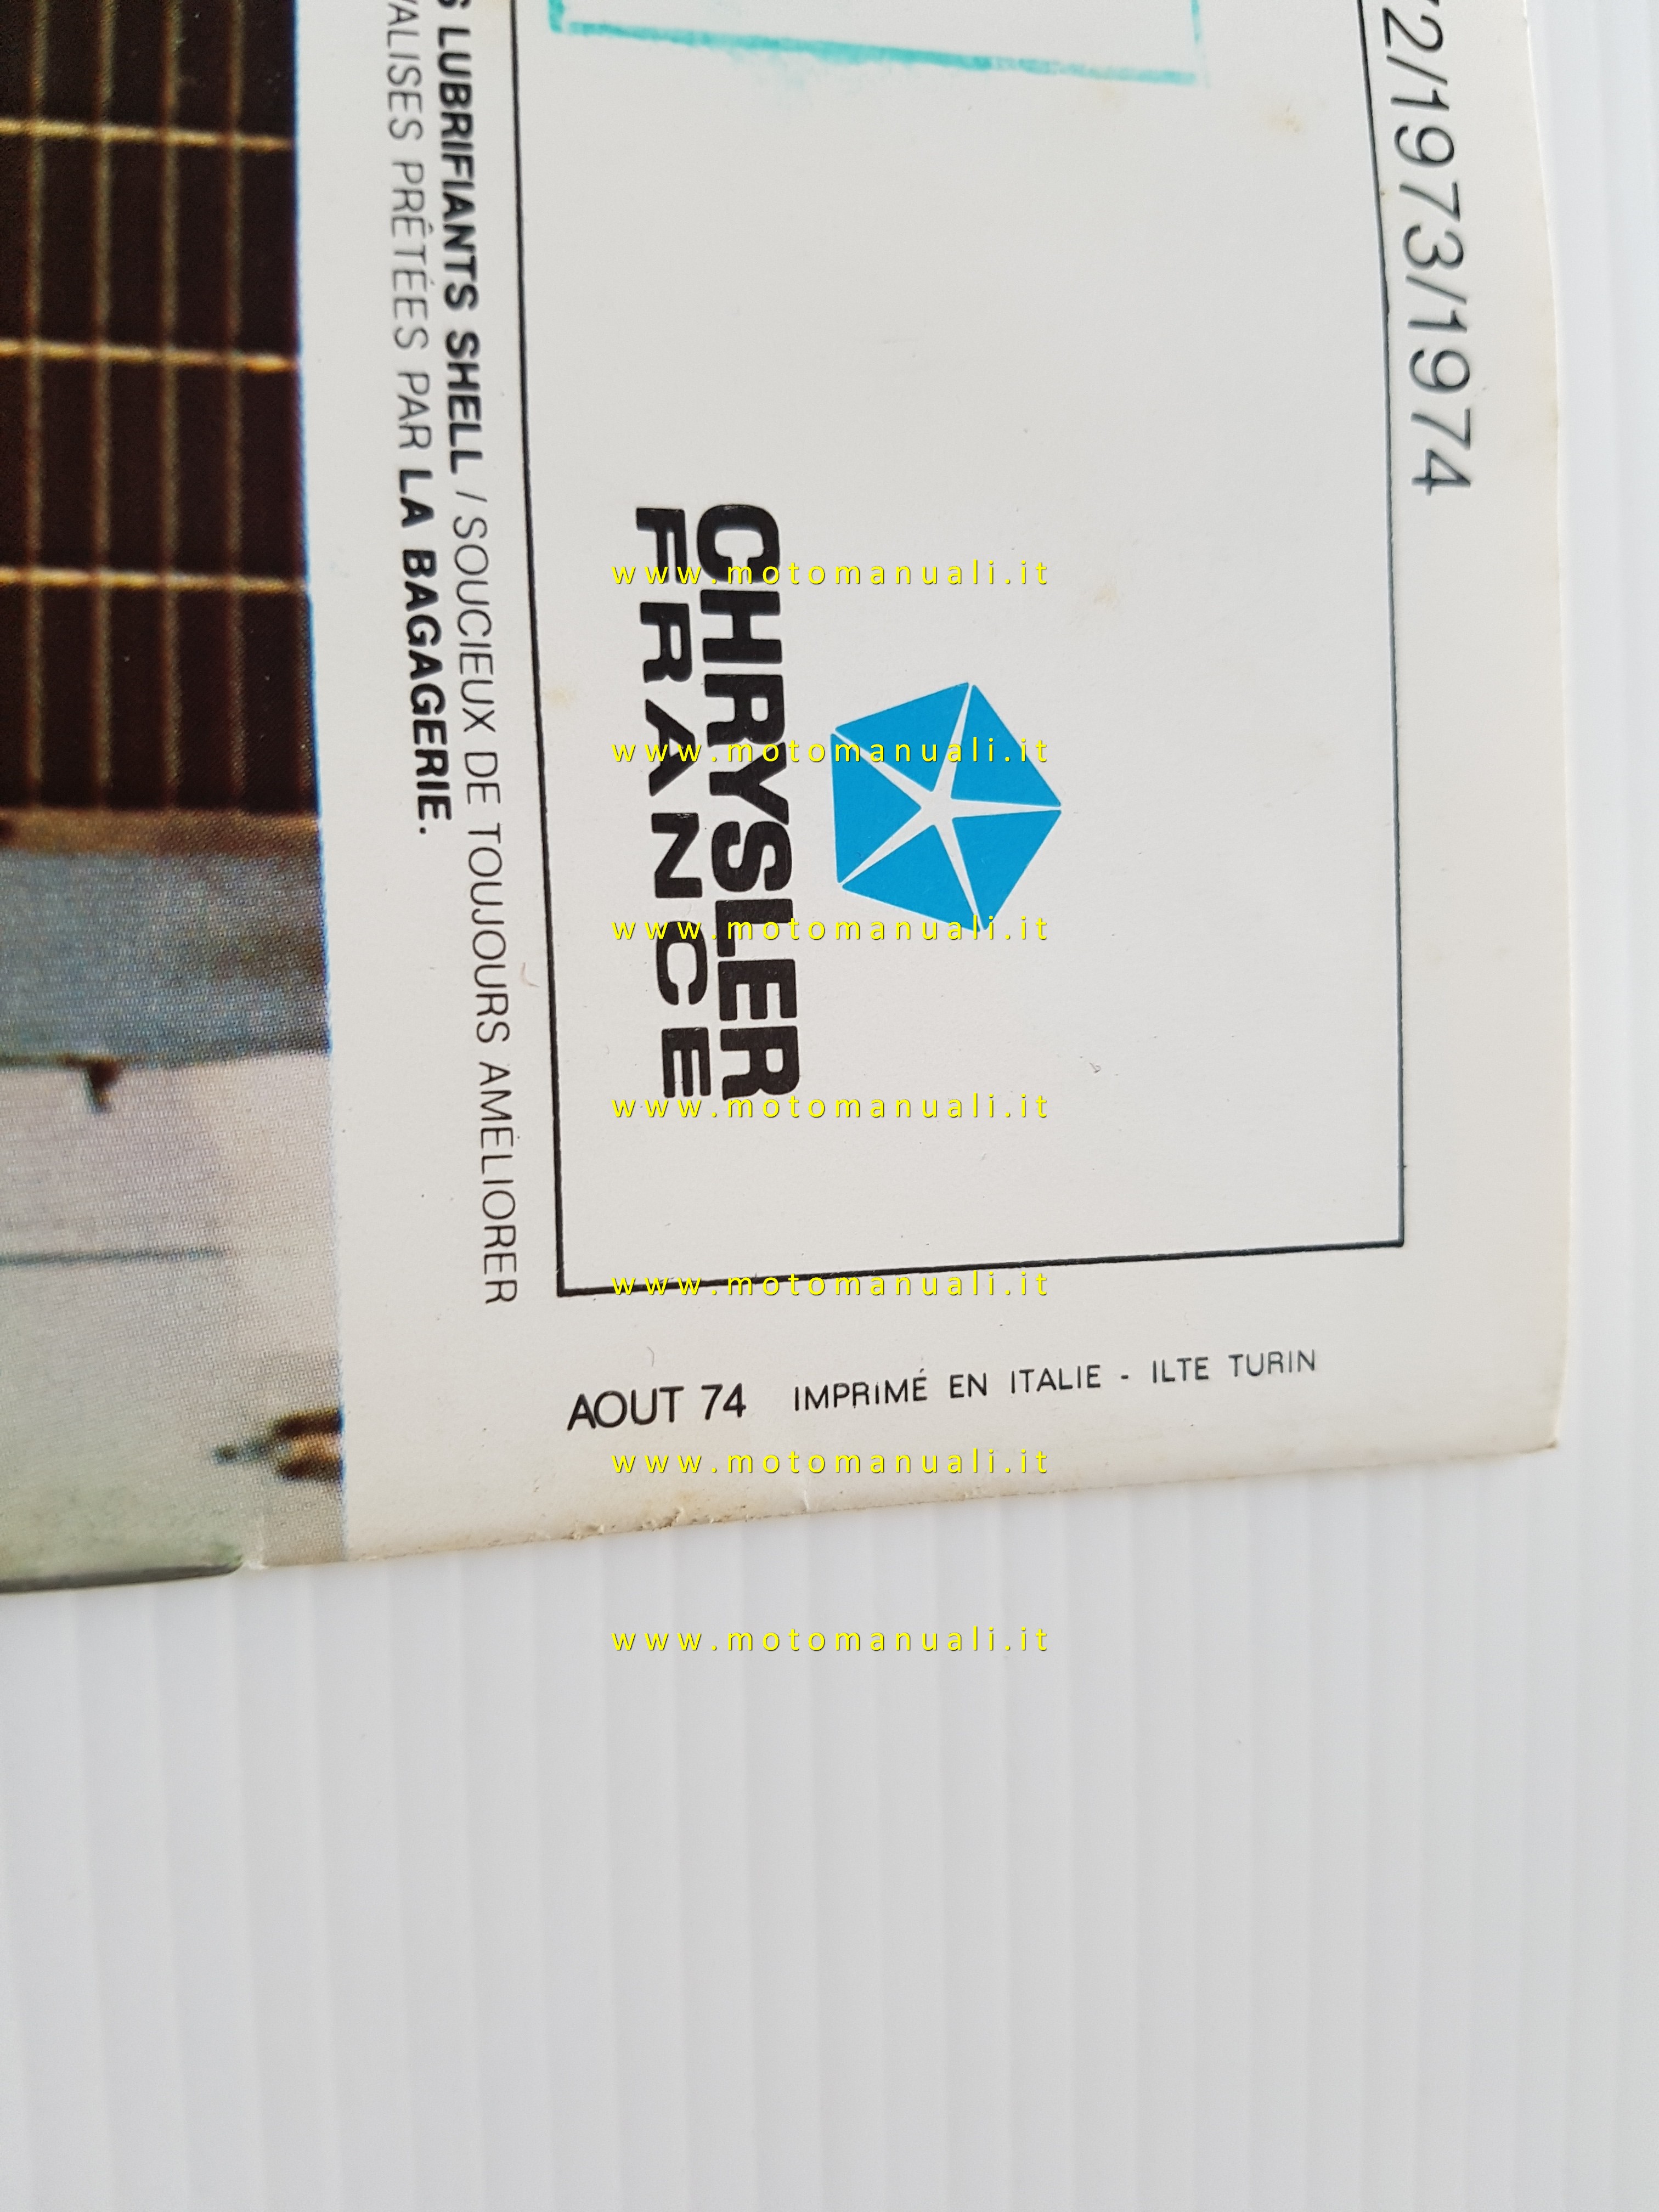 1973/1974
CHRYSLER
FRANCE
LUBRIFIANTS SHELL / SOUCIEUX DE TOUJOURS AMÉLIORER
VALISES PRÊTÉES PAR LA BAGAGERIE.
AOUT 74 IMPRIMÉ EN ITALIE - ILTE TURIN
www.motomanuali.it
www.motomanuali.it
www.motomanuali.it
www.motomanuali.it
www.motomanuali.it
www.motomanuali.it
www.motomanuali.it